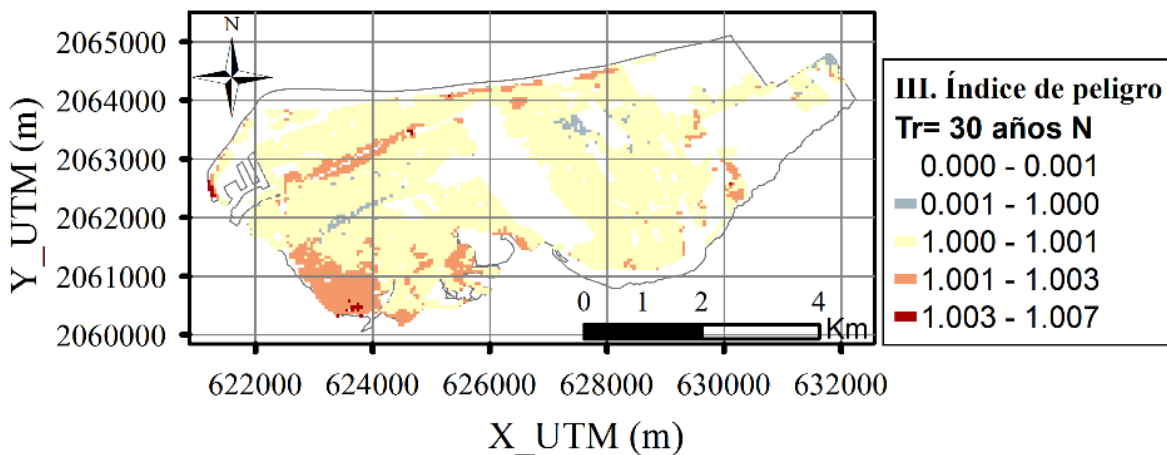 N
2065000
2064000
2063000
2062000
2061000
2060000
Y_UTM (m)
0 1 2 4
Km
622000 624000 626000 628000 630000 632000
X_UTM (m)
III. Índice de peligro
Tr= 30 años N
0.000 - 0.001
0.001 - 1.000
1.000 - 1.001
1.001 - 1.003
1.003 - 1.007